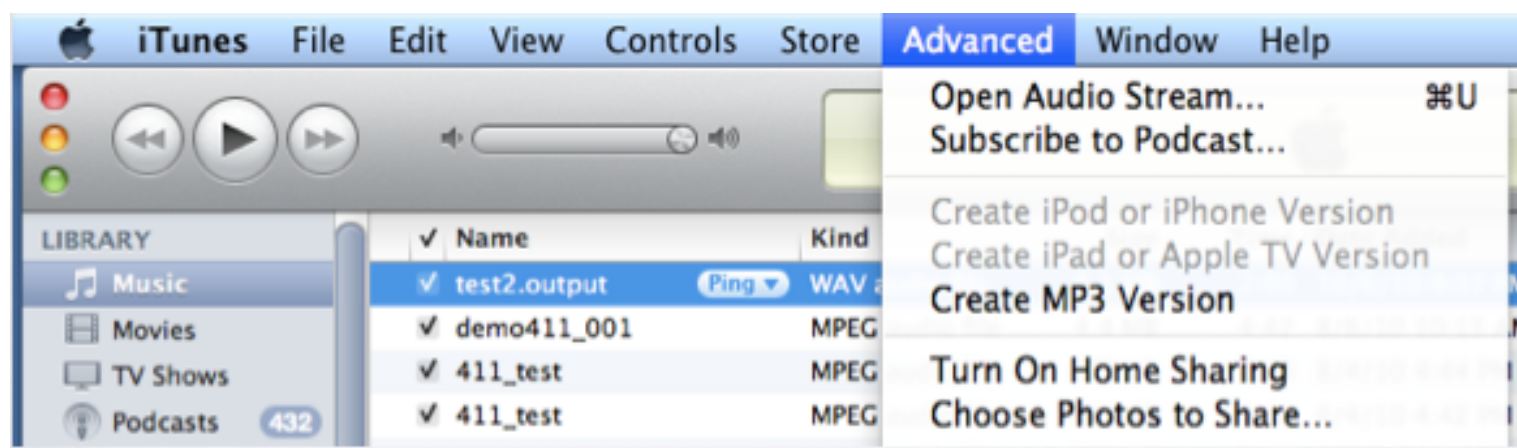 iTunes File Edit View Controls Store Advanced Window Help
Open Audio Stream... ⌘U
Subscribe to Podcast...
Create iPod or iPhone Version
Create iPad or Apple TV Version
Create MP3 Version
Turn On Home Sharing
Choose Photos to Share...
LIBRARY
Music
Movies
TV Shows
Podcasts 432
✓ Name Kind
✓ test2.output Ping WAV
✓ demo411_001 MPEG
✓ 411_test MPEG
✓ 411_test MPEG